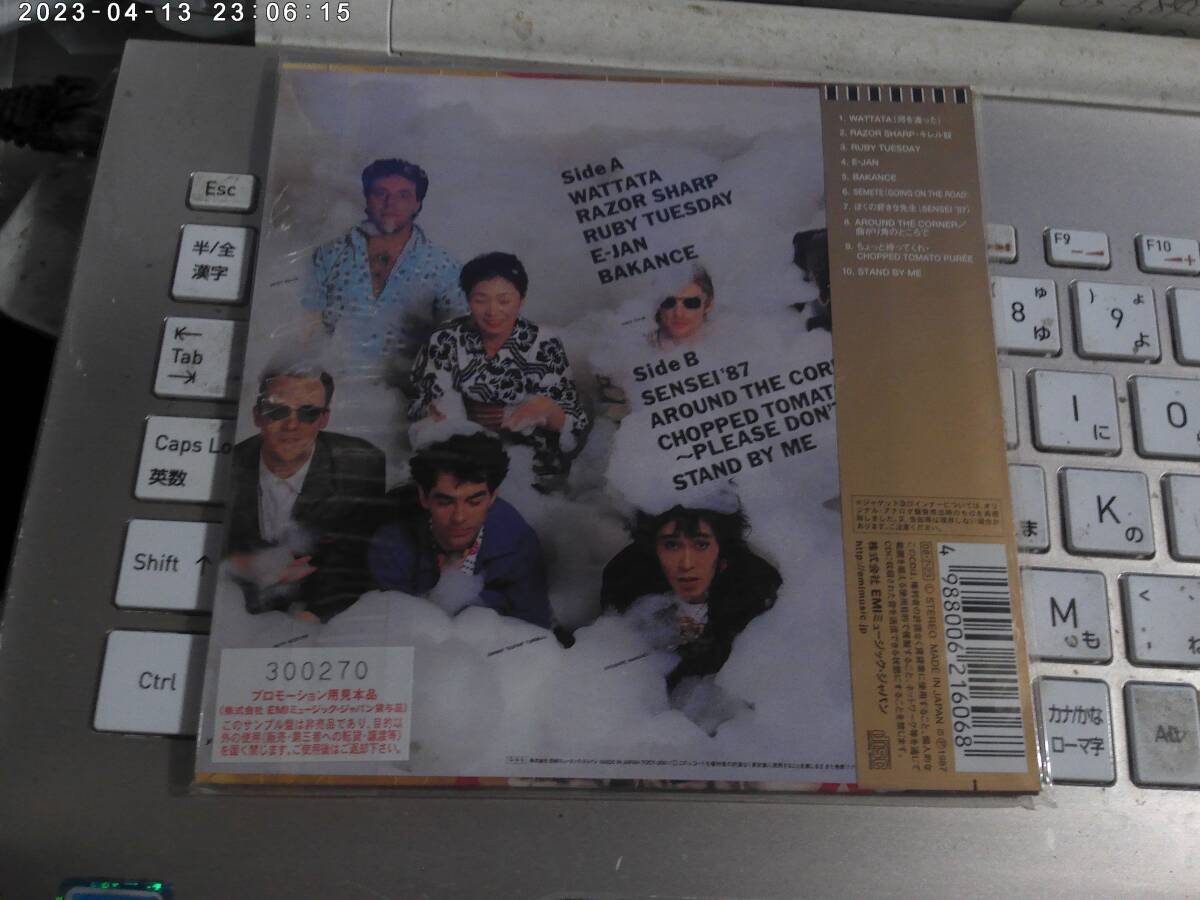 2023-04-13 23:06:15
Side A
WATTATA
RAZOR SHARP
RUBY TUESDAY
E-JAN
BAKANCE
Side B
SENSEI '87
AROUND THE COR
CHOPPED TOMAT
~PLEASE DON'
STAND BY ME
1. WATTATA(河を渡った)
2. RAZOR SHARP・キレル奴
3. RUBY TUESDAY
4. E-JAN
5. BAKANCE
6. SEMETE(GOING ON THE ROAD)
7. ぼくの好きな先生(SENSEI '87)
8. AROUND THE CORNER/
曲がり角のところで
9. ちょっと待ってくれ・
CHOPPED TOMATO PURÉE
10. STAND BY ME
300270
プロモーション用見本品
(株式会社 EMIミュージック・ジャパン貸与品)
このサンプル盤は非売品であり、目的以
外の使用(販売・第三者への転貸・譲渡等)
を固く禁じます。ご使用後はご返却下さい。
STEREO MADE IN JAPAN Ⓟ1987
株式会社 EMIミュージック・ジャパン
http://emimusic.jp
4 988006 216068
Esc
半/全
漢字
Tab
Caps Lo
英数
Shift
Ctrl
F9
F10
8
ゅ
ゆ
)
9
ょ
よ
I
に
O
ま
K
の
M
も
<
,
ね
カナ/かな
ローマ字
Alt